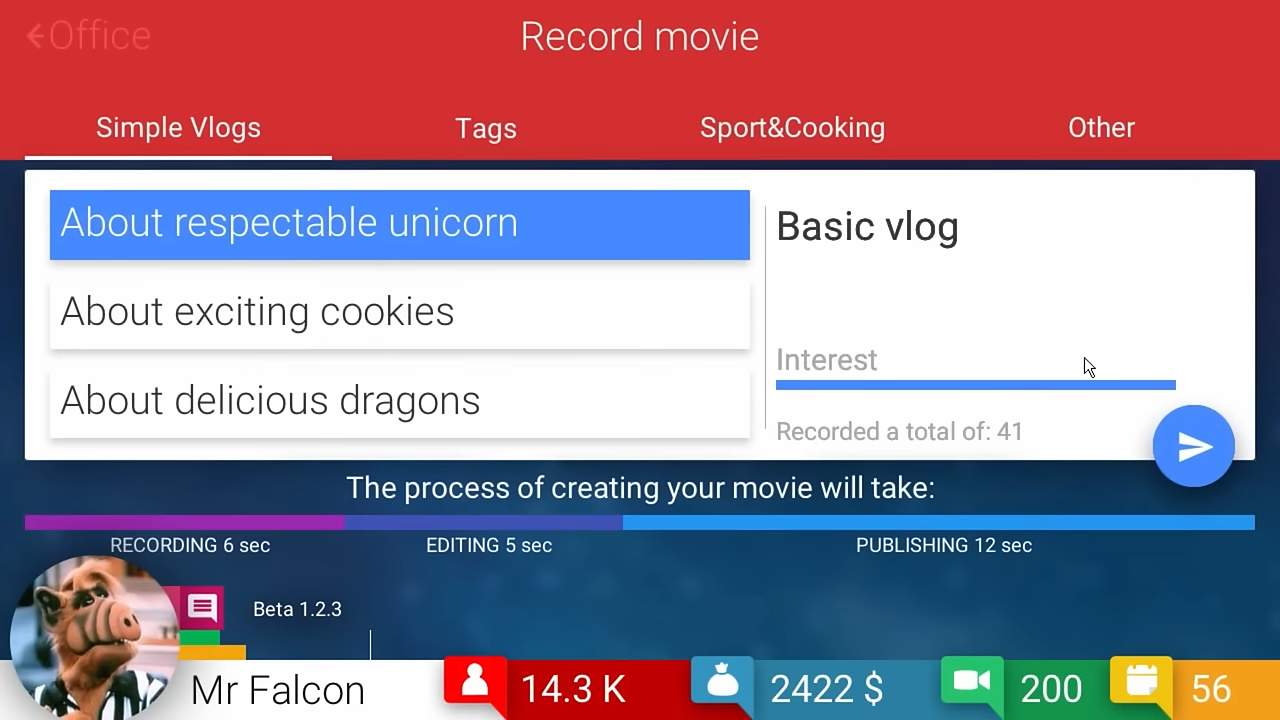 Office
Record movie
Simple Vlogs
Tags
Sport&Cooking
Other
About respectable unicorn
About exciting cookies
About delicious dragons
Basic vlog
Interest
Recorded a total of: 41
The process of creating your movie will take:
RECORDING 6 sec
EDITING 5 sec
PUBLISHING 12 sec
Beta 1.2.3
Mr Falcon
14.3 K
2422 $
200
56